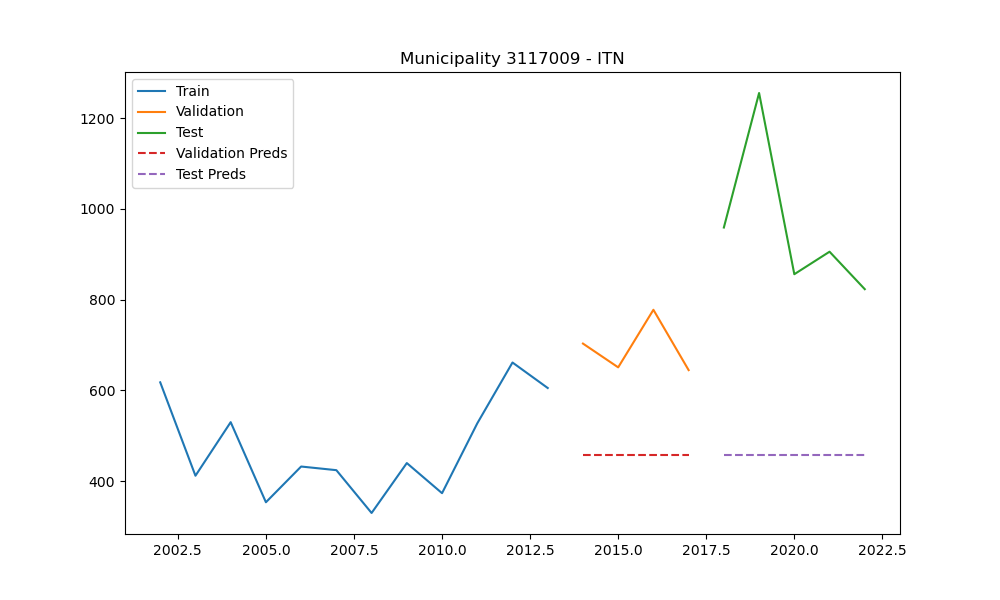 Municipality 3117009 - ITN
Train
Validation
Test
Validation Preds
Test Preds
1200
1000
800
600
400
2002.5 2005.0 2007.5 2010.0 2012.5 2015.0 2017.5 2020.0 2022.5